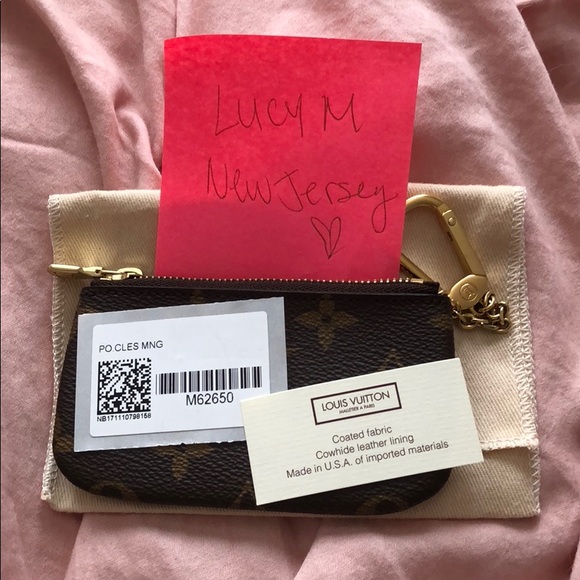 LUCY M
New Jersey
PO.CLES MNG
M62650
NB171110798158
LOUIS VUITTON
MALLETIER A PARIS
Coated fabric
Cowhide leather lining
Made in U.S.A. of imported materials